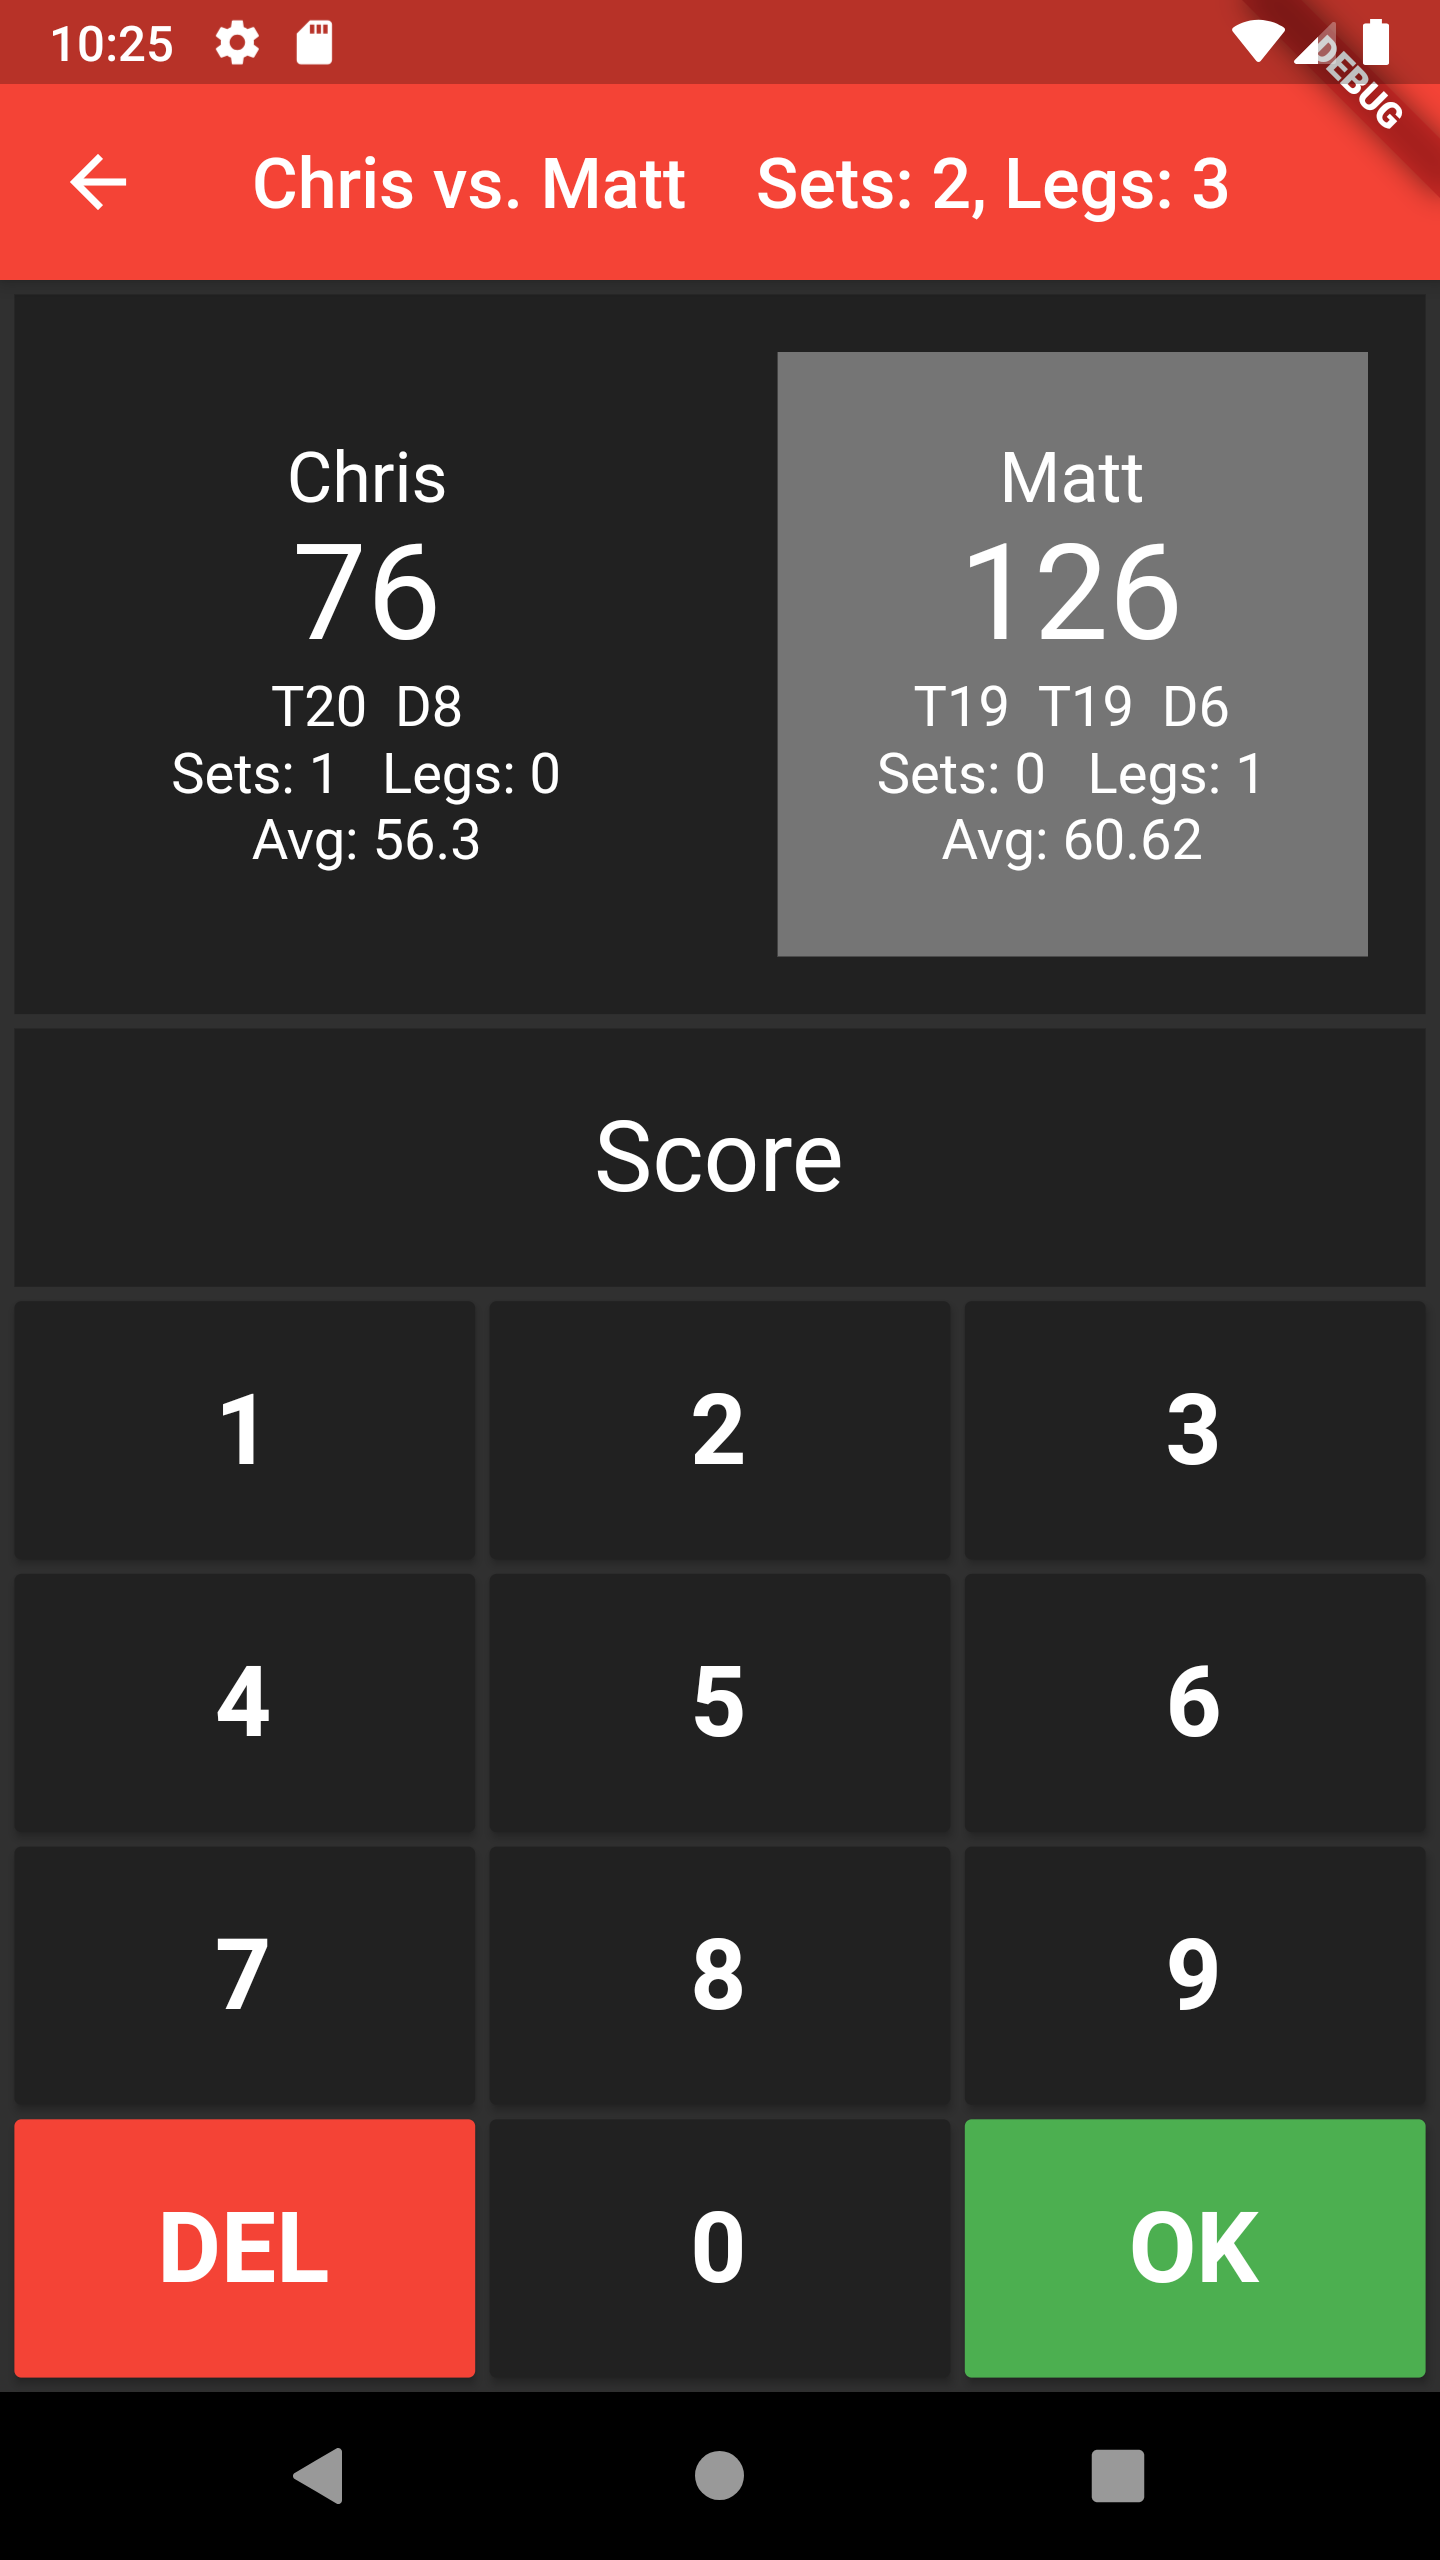 10:25
DEBUG
Chris vs. Matt Sets: 2, Legs: 3
Chris
76
T20 D8
Sets: 1 Legs: 0
Avg: 56.3
Matt
126
T19 T19 D6
Sets: 0 Legs: 1
Avg: 60.62
Score
1 2 3
4 5 6
7 8 9
DEL 0 OK